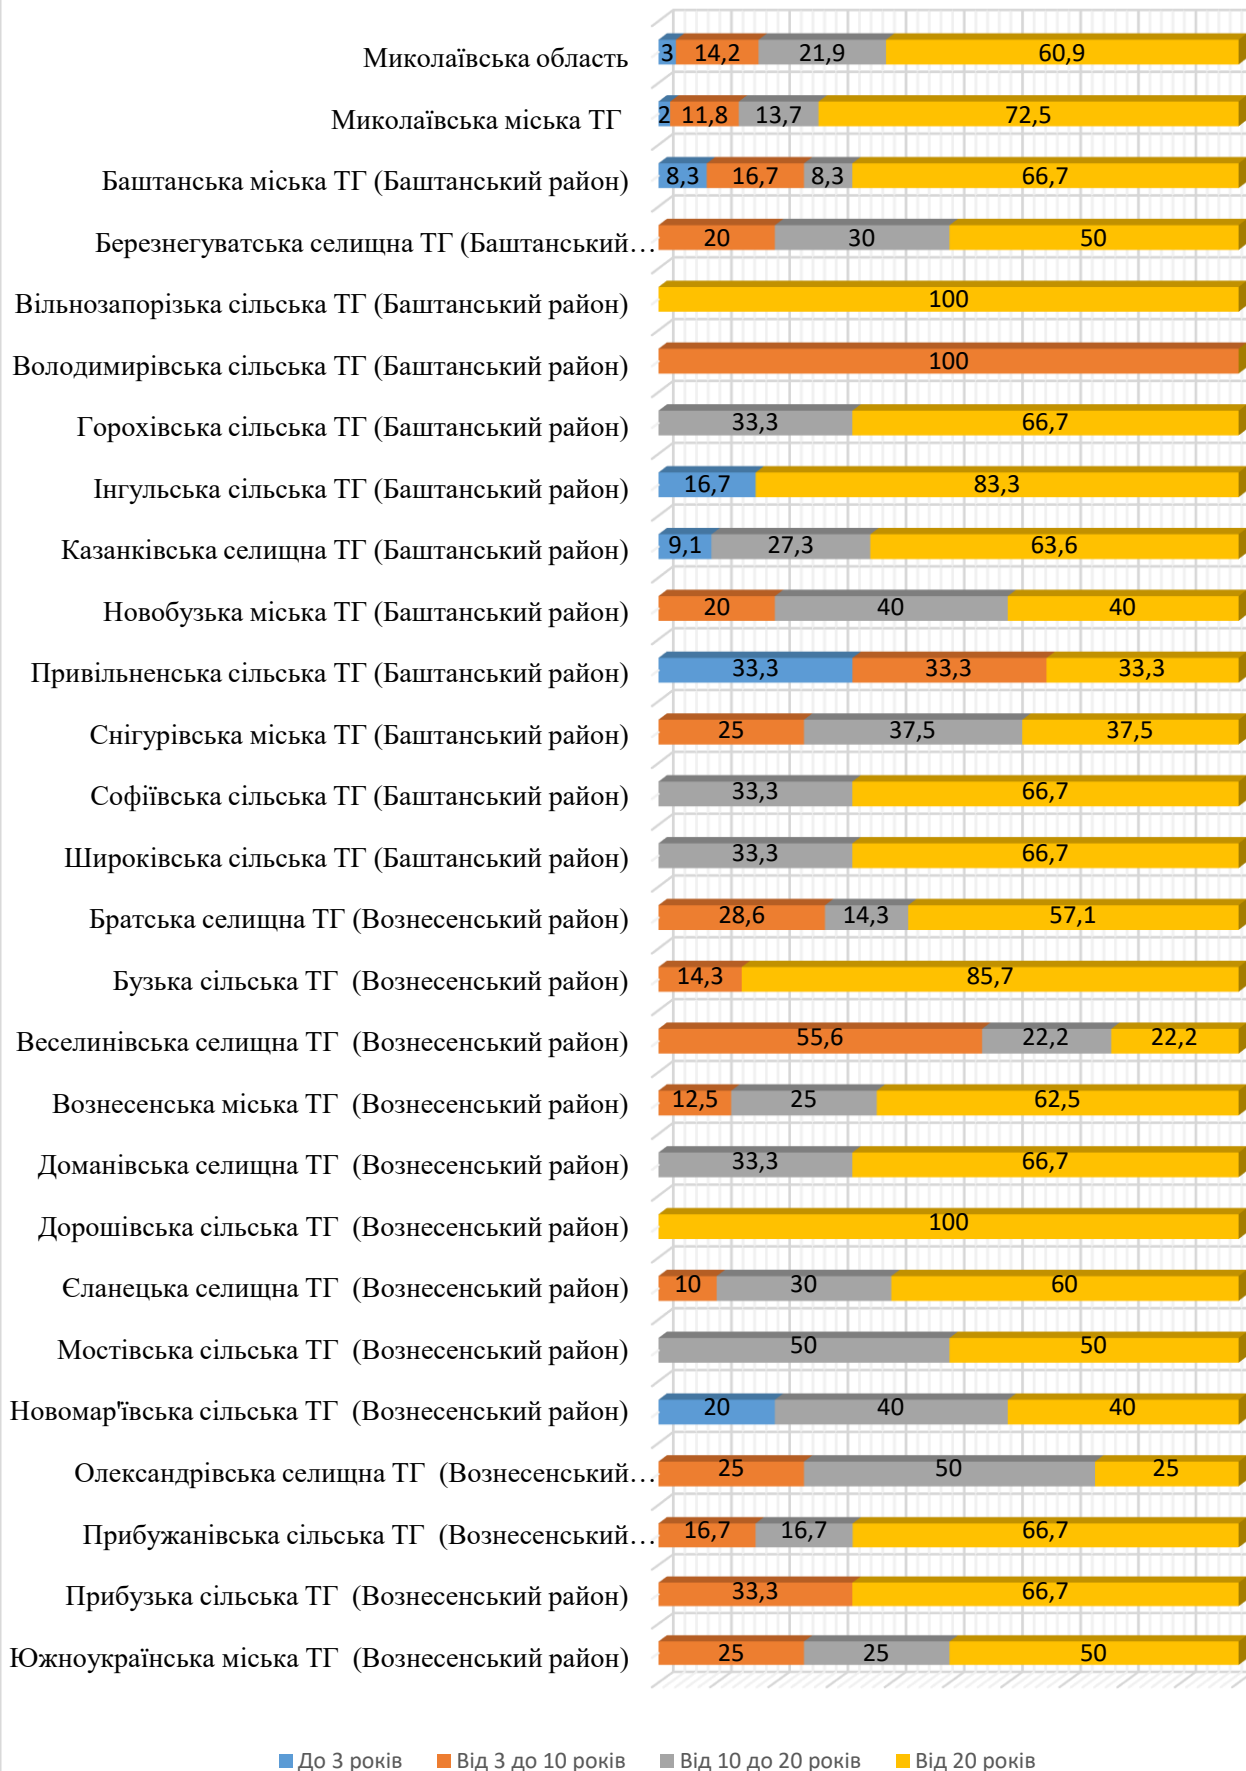 Миколаївська область 3 14,2 21,9 60,9
Миколаївська міська ТГ 2 11,8 13,7 72,5
Баштанська міська ТГ (Баштанський район) 8,3 16,7 8,3 66,7
Березнегуватська селищна ТГ (Баштанський… 20 30 50
Вільнозапорізька сільська ТГ (Баштанський район) 100
Володимирівська сільська ТГ (Баштанський район) 100
Горохівська сільська ТГ (Баштанський район) 33,3 66,7
Інгульська сільська ТГ (Баштанський район) 16,7 83,3
Казанківська селищна ТГ (Баштанський район) 9,1 27,3 63,6
Новобузька міська ТГ (Баштанський район) 20 40 40
Привільненська сільська ТГ (Баштанський район) 33,3 33,3 33,3
Снігурівська міська ТГ (Баштанський район) 25 37,5 37,5
Софіївська сільська ТГ (Баштанський район) 33,3 66,7
Широківська сільська ТГ (Баштанський район) 33,3 66,7
Братська селищна ТГ (Вознесенський район) 28,6 14,3 57,1
Бузька сільська ТГ (Вознесенський район) 14,3 85,7
Веселинівська селищна ТГ (Вознесенський район) 55,6 22,2 22,2
Вознесенська міська ТГ (Вознесенський район) 12,5 25 62,5
Доманівська селищна ТГ (Вознесенський район) 33,3 66,7
Дорошівська сільська ТГ (Вознесенський район) 100
Єланецька селищна ТГ (Вознесенський район) 10 30 60
Мостівська сільська ТГ (Вознесенський район) 50 50
Новомар'ївська сільська ТГ (Вознесенський район) 20 40 40
Олександрівська селищна ТГ (Вознесенський… 25 50 25
Прибужанівська сільська ТГ (Вознесенський… 16,7 16,7 66,7
Прибузька сільська ТГ (Вознесенський район) 33,3 66,7
Южноукраїнська міська ТГ (Вознесенський район) 25 25 50
До 3 років Від 3 до 10 років Від 10 до 20 років Від 20 років